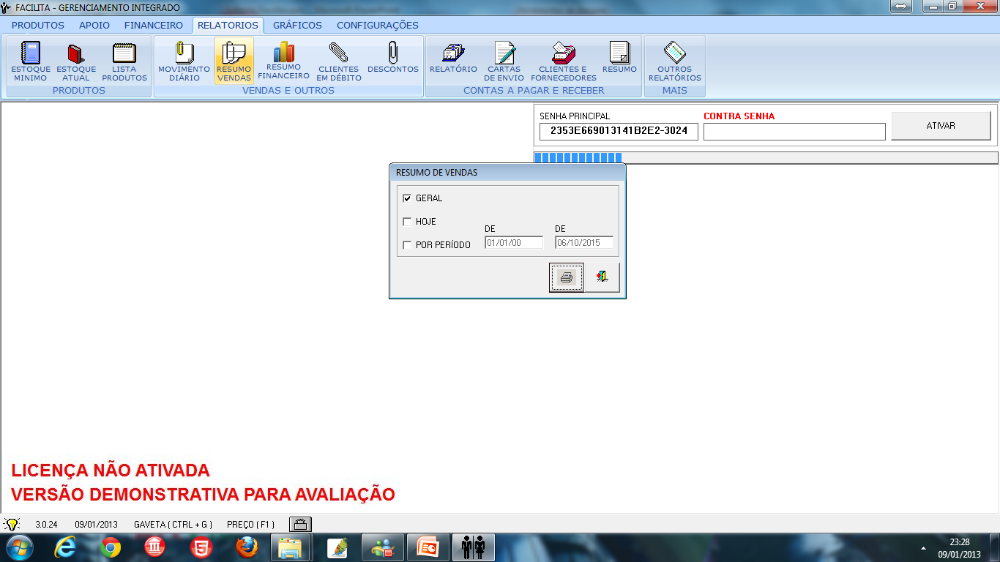 FACILITA - GERENCIAMENTO INTEGRADO
PRODUTOS APOIO FINANCEIRO RELATORIOS GRÁFICOS CONFIGURAÇÕES
ESTOQUE MINIMO
ESTOQUE ATUAL
LISTA PRODUTOS
PRODUTOS
MOVIMENTO DIÁRIO
RESUMO VENDAS
RESUMO FINANCEIRO
CLIENTES EM DÉBITO
DESCONTOS
VENDAS E OUTROS
RELATÓRIO
CARTAS DE ENVIO
CLIENTES E FORNECEDORES
RESUMO
CONTAS A PAGAR E RECEBER
OUTROS RELATÓRIOS
MAIS
SENHA PRINCIPAL
2353E669013141B2E2-3024
CONTRA SENHA
ATIVAR
RESUMO DE VENDAS
GERAL
HOJE
POR PERÍODO
DE
01/01/00
DE
06/10/2015
LICENÇA NÃO ATIVADA
VERSÃO DEMONSTRATIVA PARA AVALIAÇÃO
3.0.24 09/01/2013 GAVETA ( CTRL + G ) PREÇO ( F1 )
23:28
09/01/2013